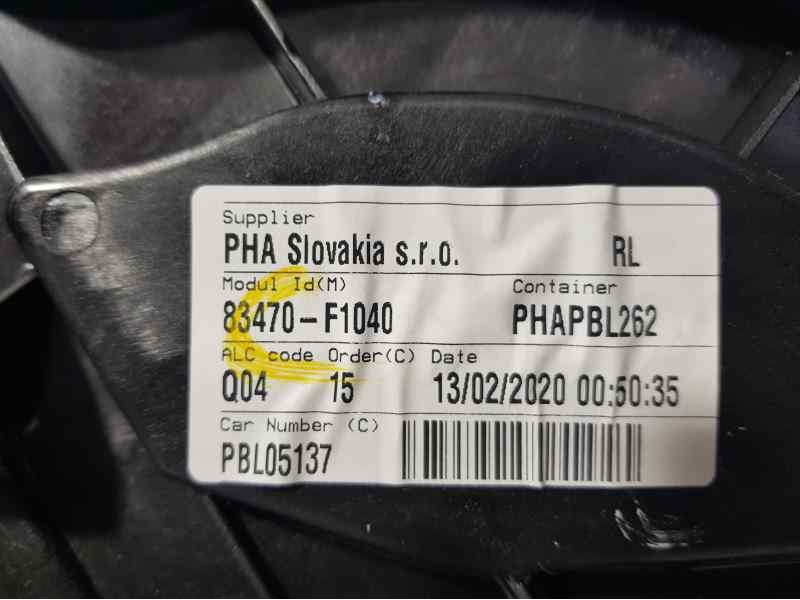 Supplier
PHA Slovakia s.r.o. RL
Modul Id(M) Container
83470-F1040 PHAPBL262
ALC code Order(C) Date
Q04 15 13/02/2020 00:50:35
Car Number (C)
PBL05137